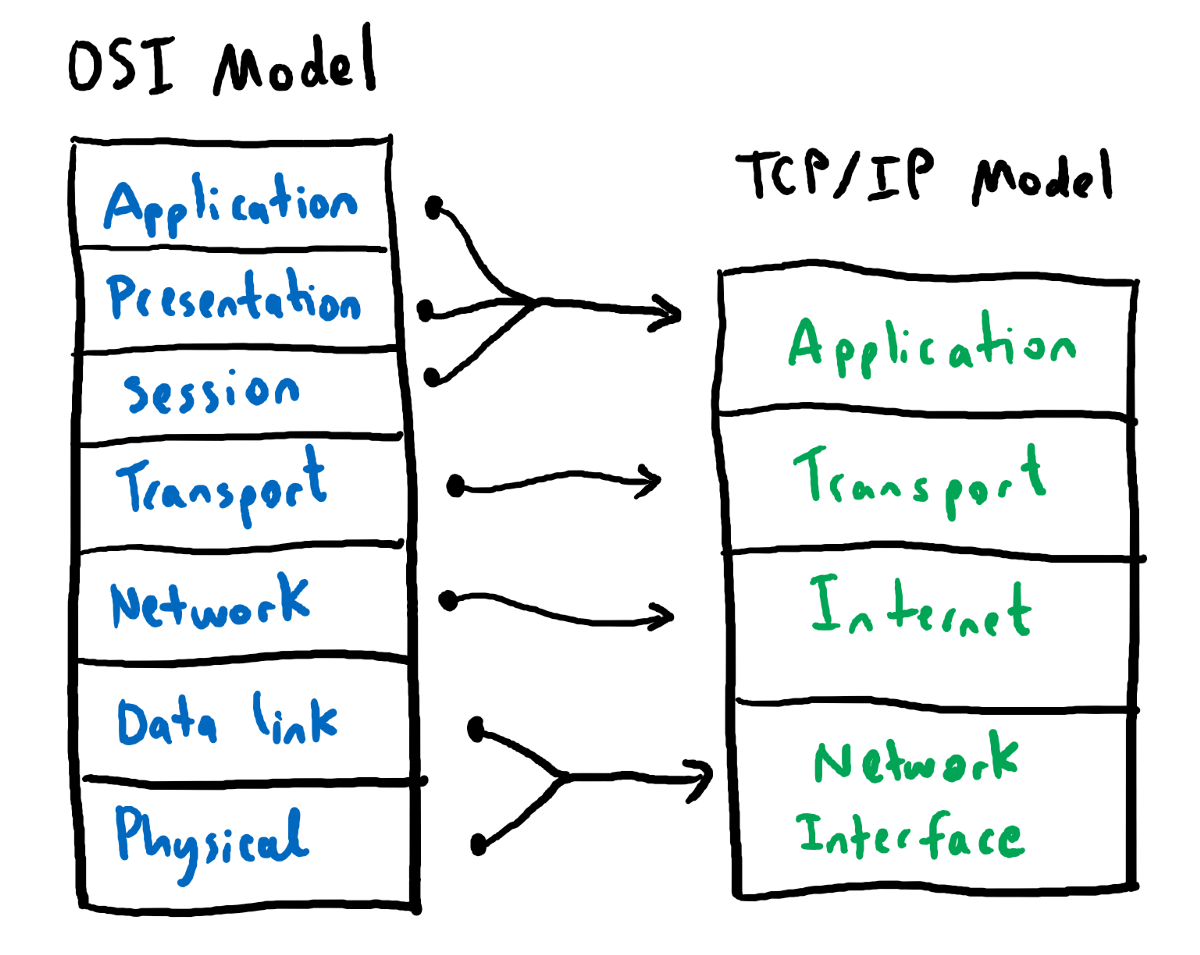 OSI Model
Application
Presentation
Session
Transport
Network
Data link
Physical
TCP/IP Model
Application
Transport
Internet
Network
Interface